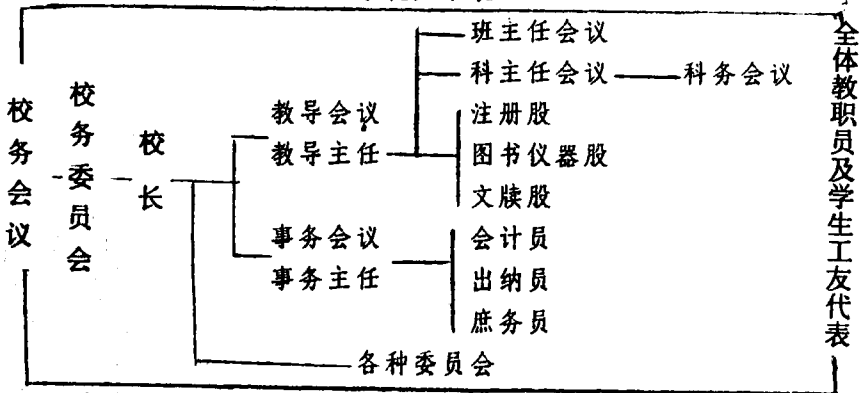 校务会议
校务委员会
校长
教导会议
教导主任
班主任会议
科主任会议
科务会议
注册股
图书仪器股
文牍股
事务会议
事务主任
会计员
出纳员
庶务员
各种委员会
全体教职员及学生工友代表